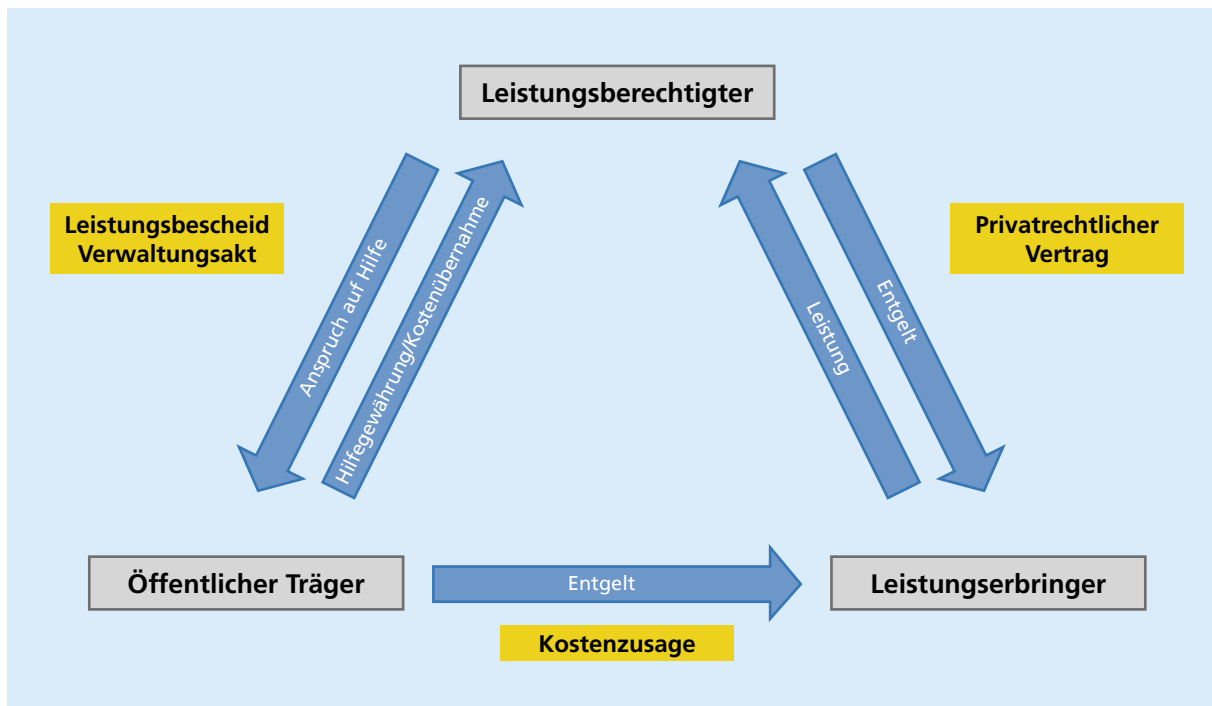 Leistungsberechtigter
Leistungsbescheid
Verwaltungsakt
Anspruch auf Hilfe
Hilfegewährung/Kostenübernahme
Leistung
Entgelt
Privatrechtlicher
Vertrag
Öffentlicher Träger
Entgelt
Leistungserbringer
Kostenzusage